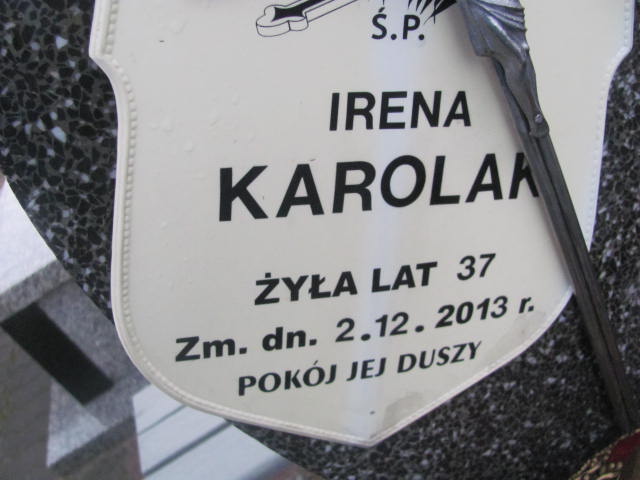 Ś.P.
IRENA
KAROLAK
ŻYŁA LAT 37
Zm. dn. 2.12.2013 r.
POKÓJ JEJ DUSZY